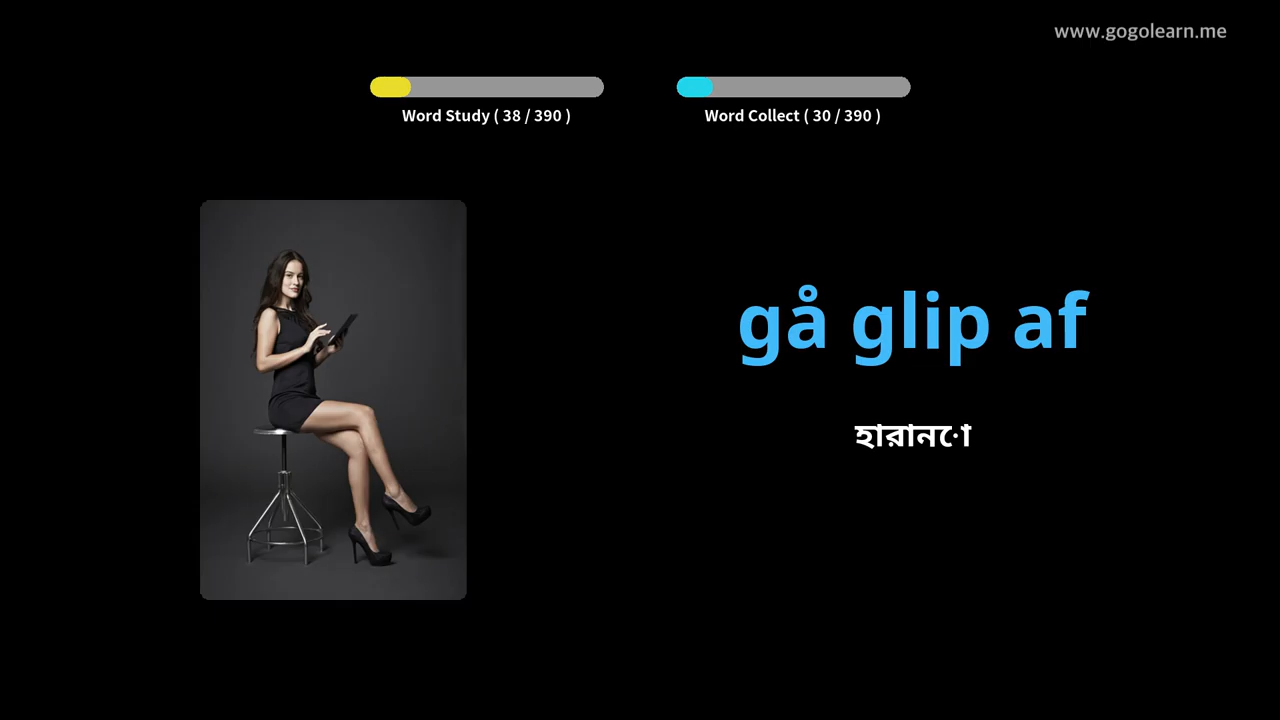 www.gogolearn.me
Word Study ( 38 / 390 )
Word Collect ( 30 / 390 )
gå glip af
হারানো